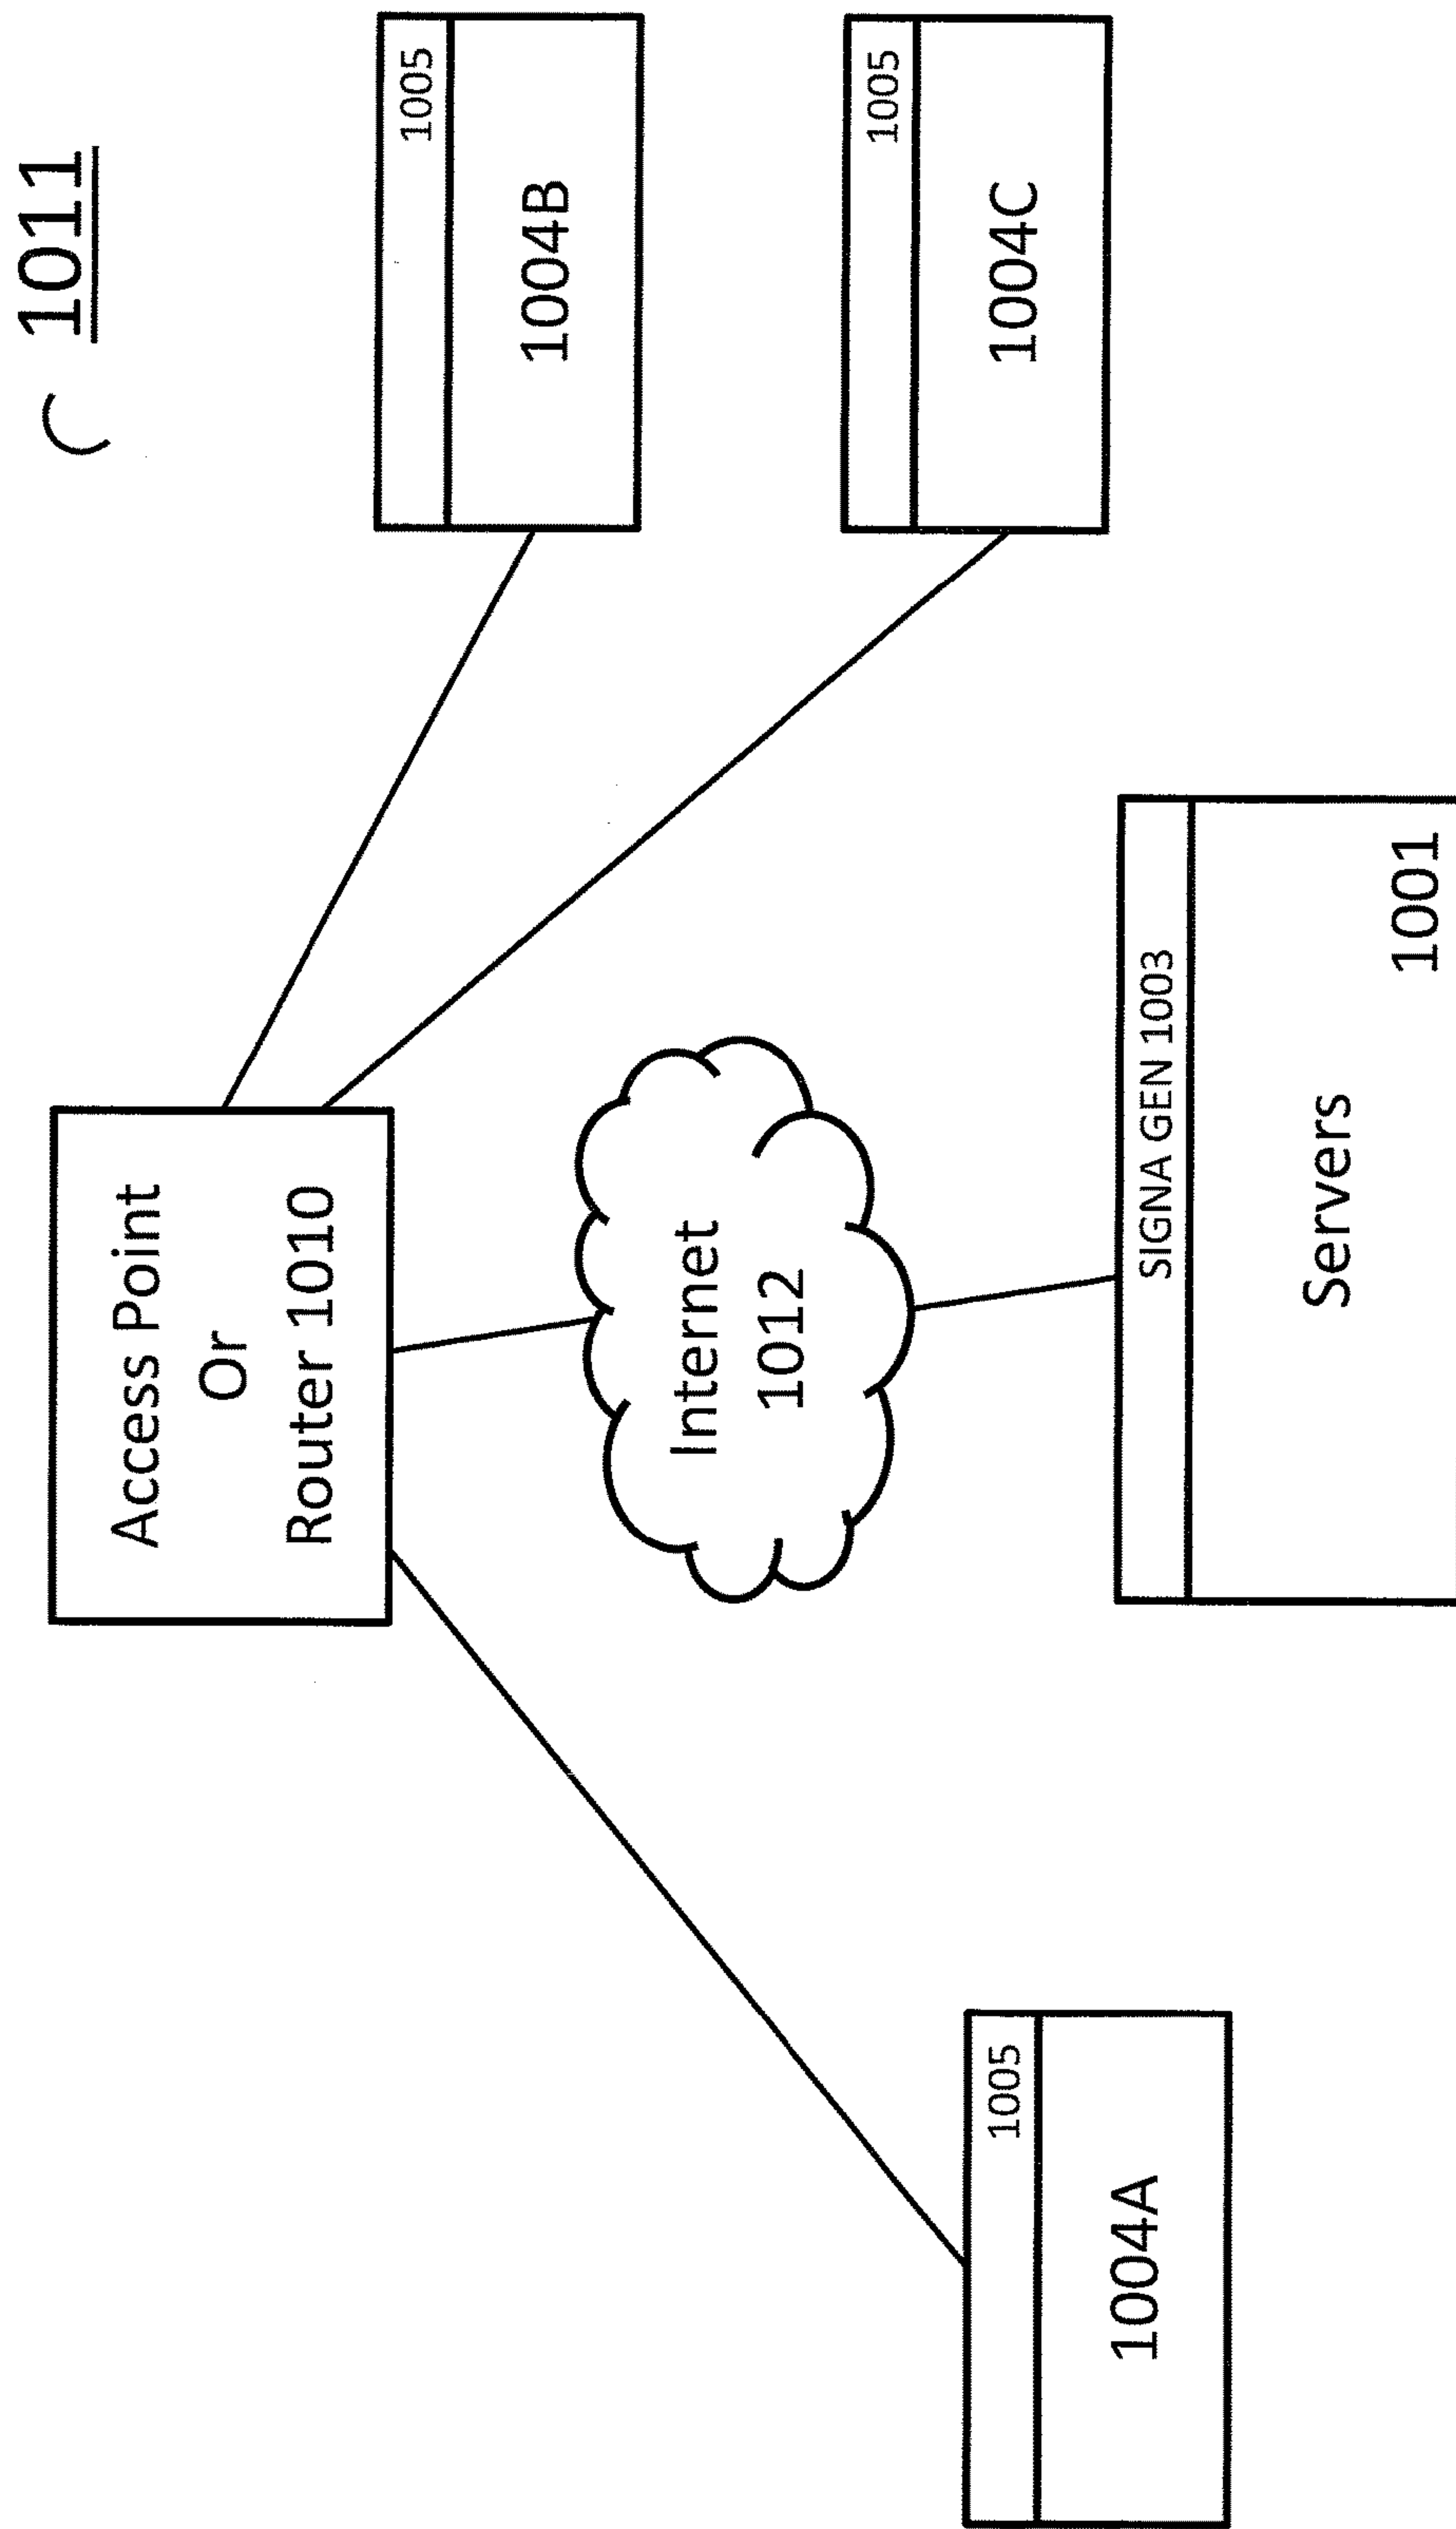 1011
Access Point
Or
Router 1010
1005
1004B
1005
1004C
Internet
1012
1005
1004A
SIGNA GEN 1003
Servers
1001